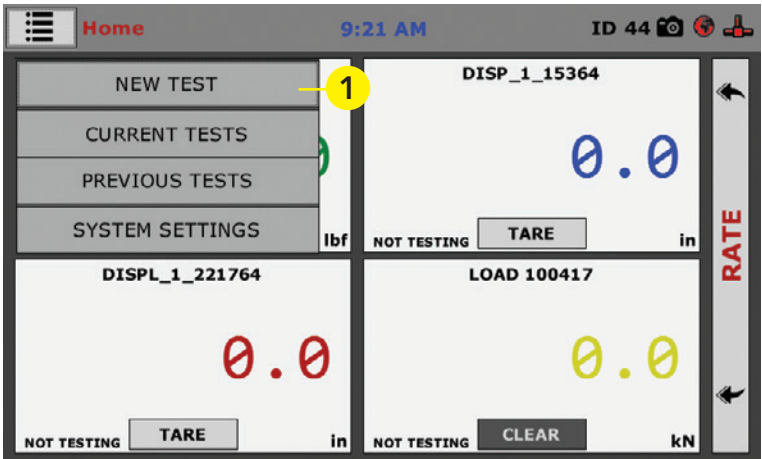 Home 9:21 AM ID 44
NEW TEST
1
CURRENT TESTS
PREVIOUS TESTS
SYSTEM SETTINGS
lbf
DISP_1_15364
0.0
NOT TESTING TARE in
DISPL_1_221764
0.0
NOT TESTING TARE in
LOAD 100417
0.0
NOT TESTING CLEAR kN
RATE